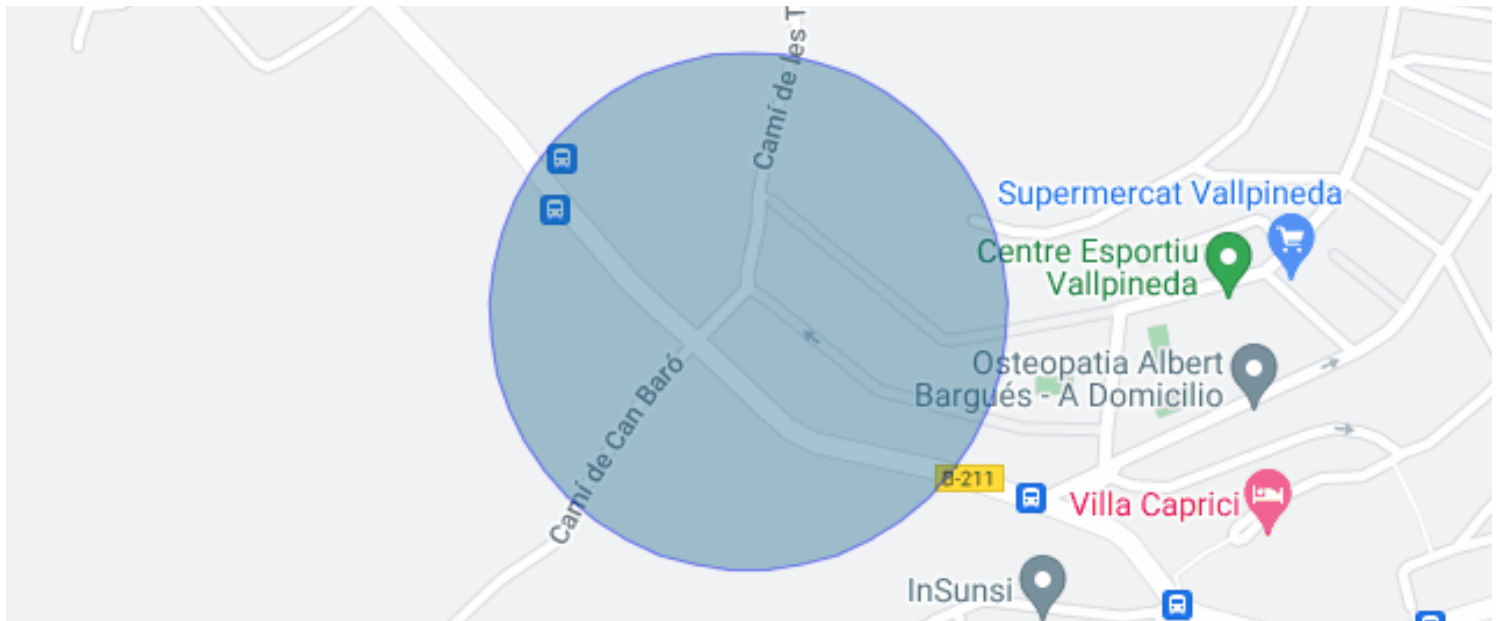 Camí de les T
Supermercat Vallpineda
Centre Esportiu
Vallpineda
Osteopatia Albert
Bargués - A Domicilio
Camí de Can Baró
B-211
Villa Caprici
InSunsi